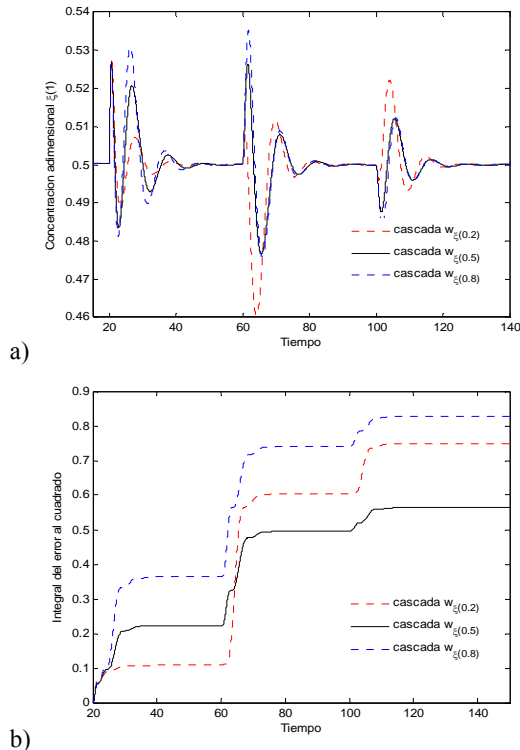 0.54
0.53
0.52
0.51
0.5
0.49
0.48
0.47
0.46
Concentracion adimensional ξ(1)
20 40 60 80 100 120 140
Tiempo
cascada wξ(0.2)
cascada wξ(0.5)
cascada wξ(0.8)
a)
0.9
0.8
0.7
0.6
0.5
0.4
0.3
0.2
0.1
0
Integral del error al cuadrado
20 40 60 80 100 120 140
Tiempo
cascada wξ(0.2)
cascada wξ(0.5)
cascada wξ(0.8)
b)